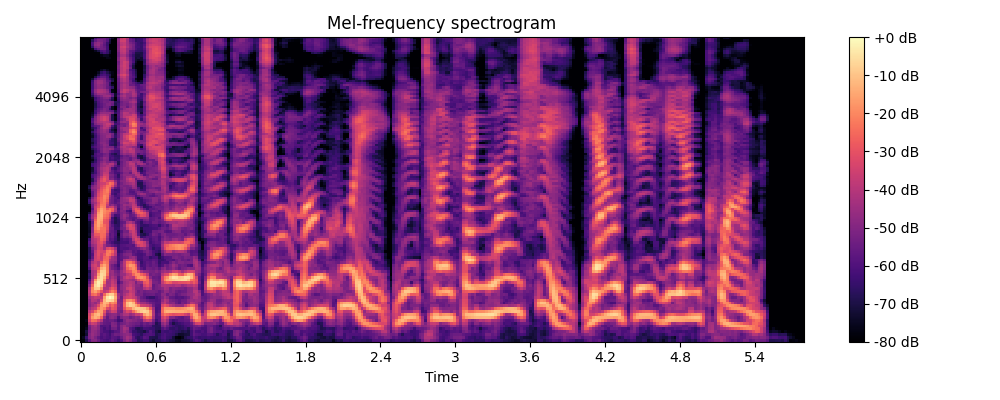 Mel-frequency spectrogram
Hz
4096
2048
1024
512
0
0 0.6 1.2 1.8 2.4 3 3.6 4.2 4.8 5.4
Time
+0 dB
-10 dB
-20 dB
-30 dB
-40 dB
-50 dB
-60 dB
-70 dB
-80 dB